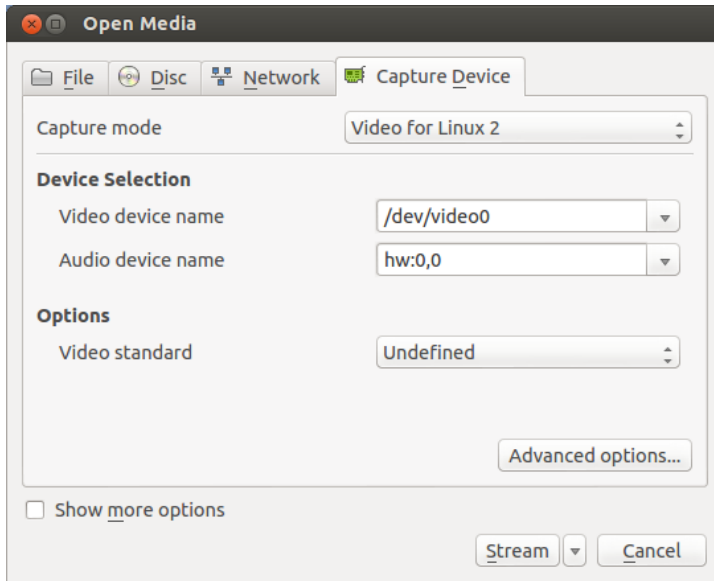 Open Media
File Disc Network Capture Device
Capture mode Video for Linux 2
Device Selection
Video device name /dev/video0
Audio device name hw:0,0
Options
Video standard Undefined
Advanced options...
Show more options
Stream Cancel